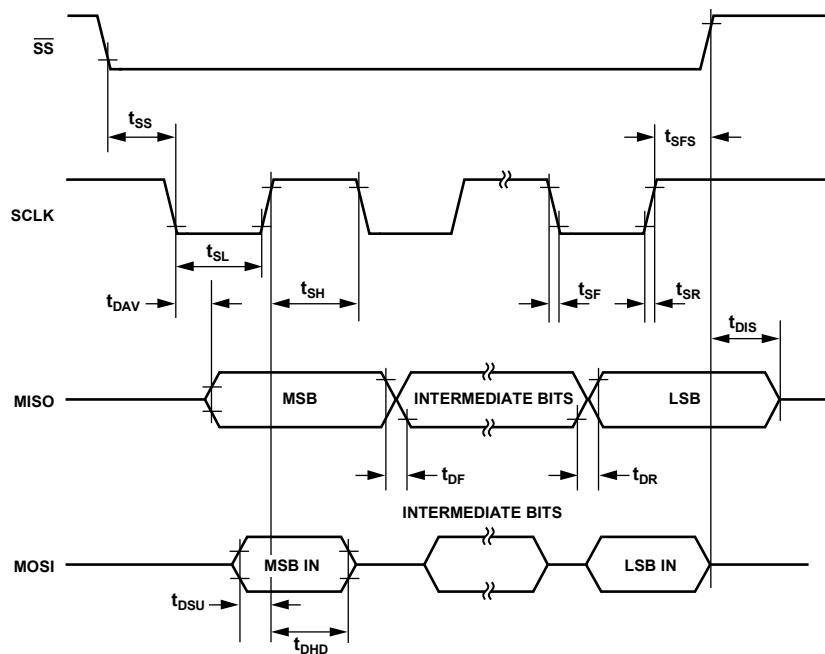 SS
tSS
tSFS
SCLK
tSL
tSH
tSF
tSR
tDAV
tDIS
MISO
MSB
INTERMEDIATE BITS
LSB
tDF
tDR
INTERMEDIATE BITS
MOSI
MSB IN
LSB IN
tDSU
tDHD